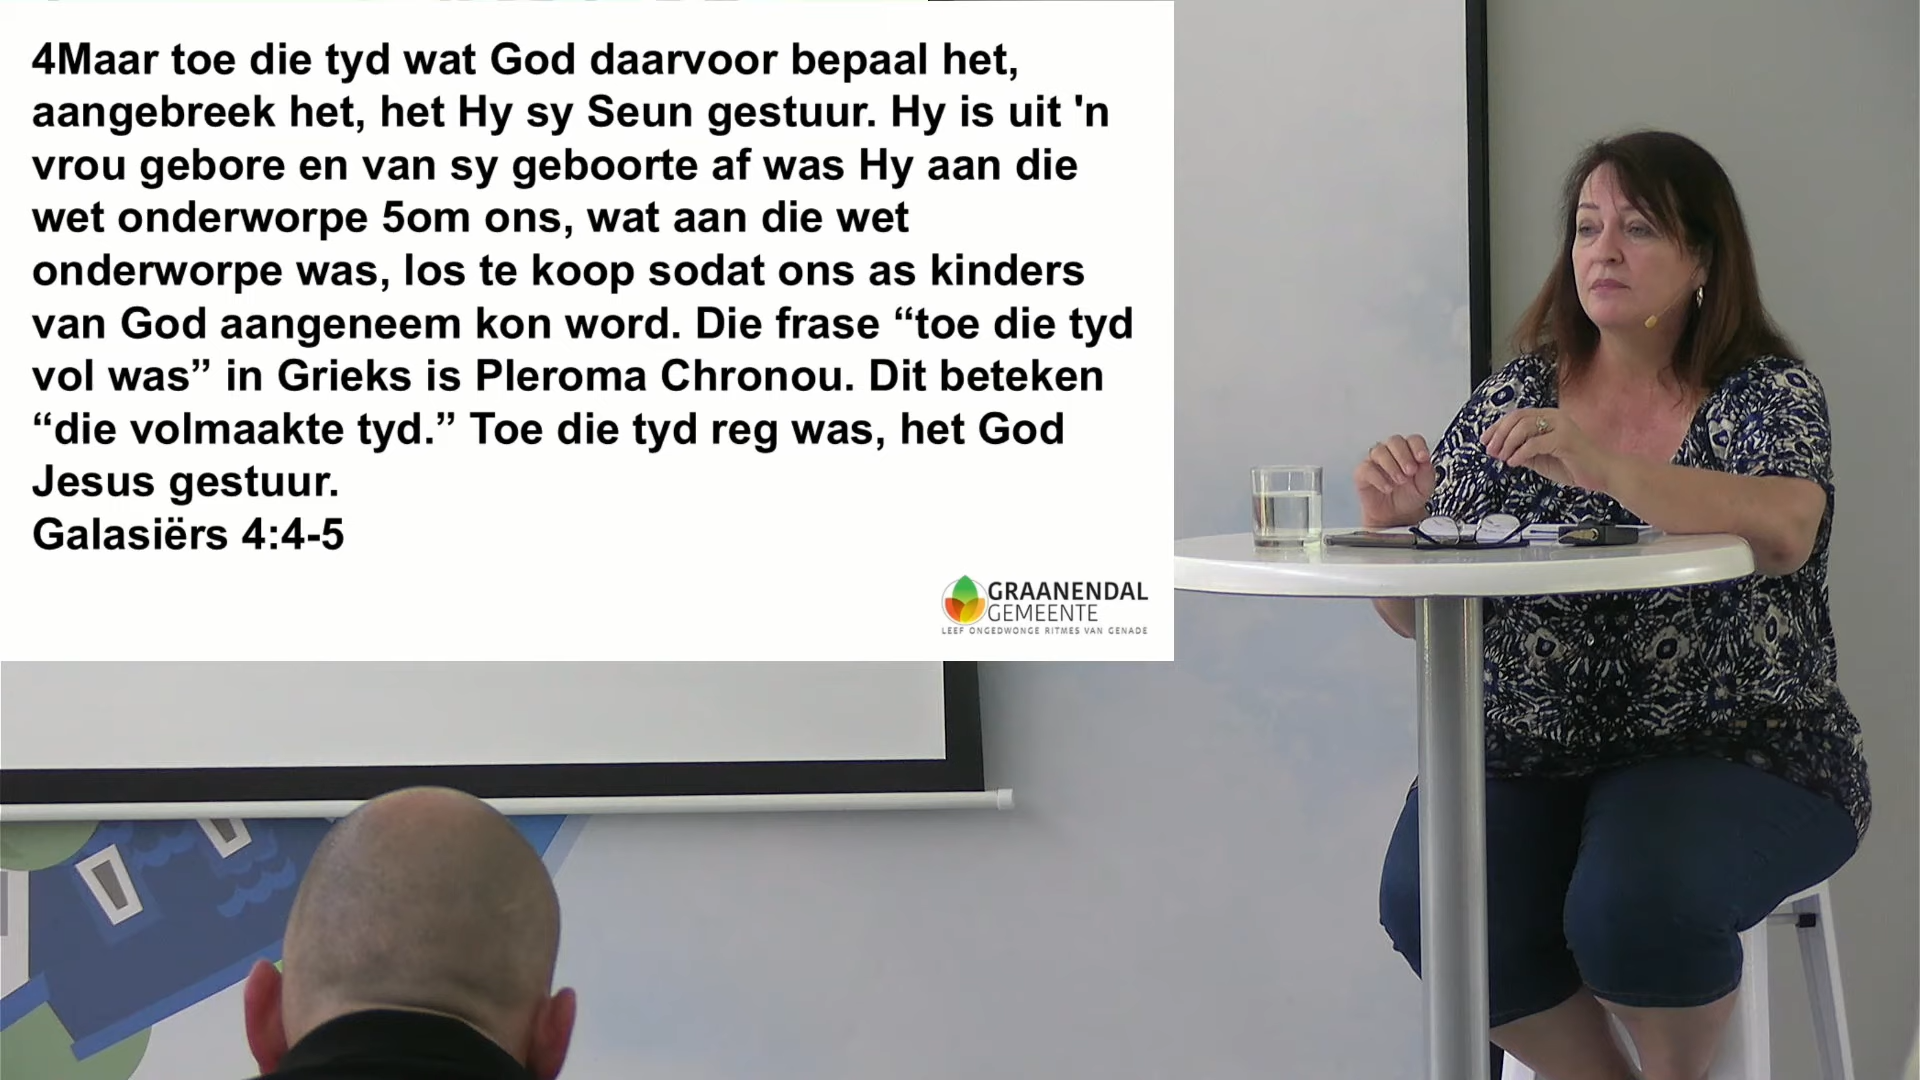 4Maar toe die tyd wat God daarvoor bepaal het,
aangebreek het, het Hy sy Seun gestuur. Hy is uit 'n
vrou gebore en van sy geboorte af was Hy aan die
wet onderworpe 5om ons, wat aan die wet
onderworpe was, los te koop sodat ons as kinders
van God aangeneem kon word. Die frase “toe die tyd
vol was” in Grieks is Pleroma Chronou. Dit beteken
“die volmaakte tyd.” Toe die tyd reg was, het God
Jesus gestuur.
Galasiërs 4:4-5
GRAANENDAL
GEMEENTE
LEEF ONGEDWONGE RITMES VAN GENADE